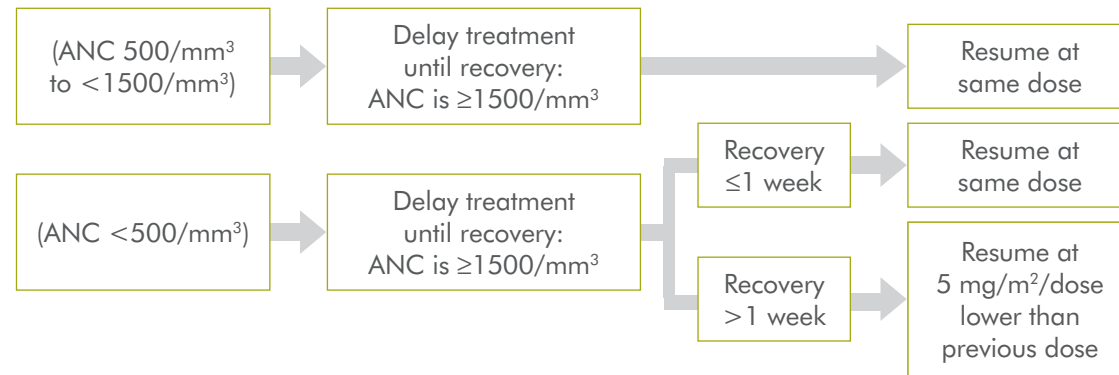 (ANC 500/mm³
to <1500/mm³)
Delay treatment
until recovery:
ANC is ≥1500/mm³
Resume at
same dose
(ANC <500/mm³)
Delay treatment
until recovery:
ANC is ≥1500/mm³
Recovery
≤1 week
Resume at
same dose
Recovery
>1 week
Resume at
5 mg/m²/dose
lower than
previous dose